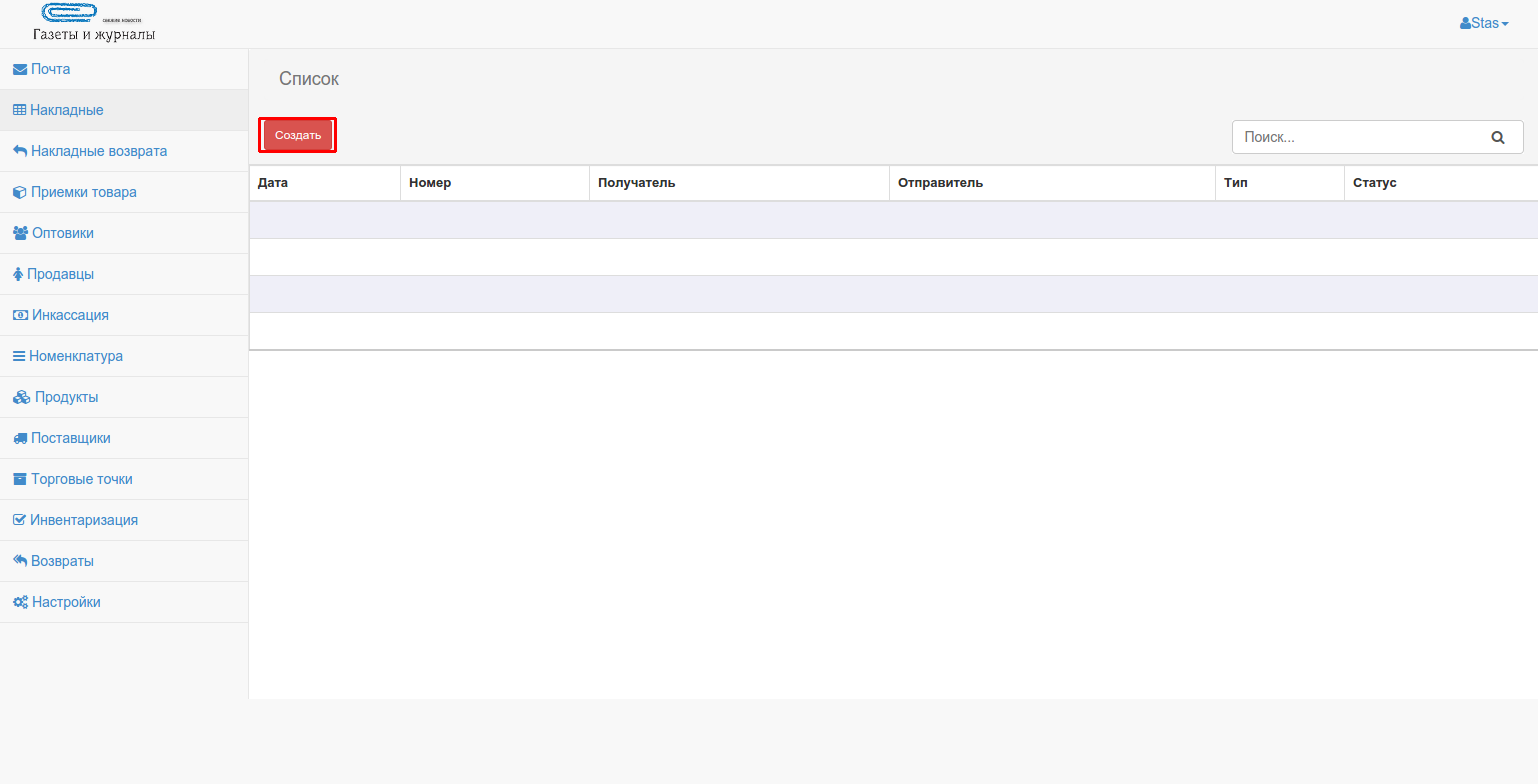 свежие новости
Газеты и журналы
Stas
Почта
Накладные
Накладные возврата
Приемки товара
Оптовики
Продавцы
Инкассация
Номенклатура
Продукты
Поставщики
Торговые точки
Инвентаризация
Возвраты
Настройки
Список
Создать
Поиск...
Дата Номер Получатель Отправитель Тип Статус